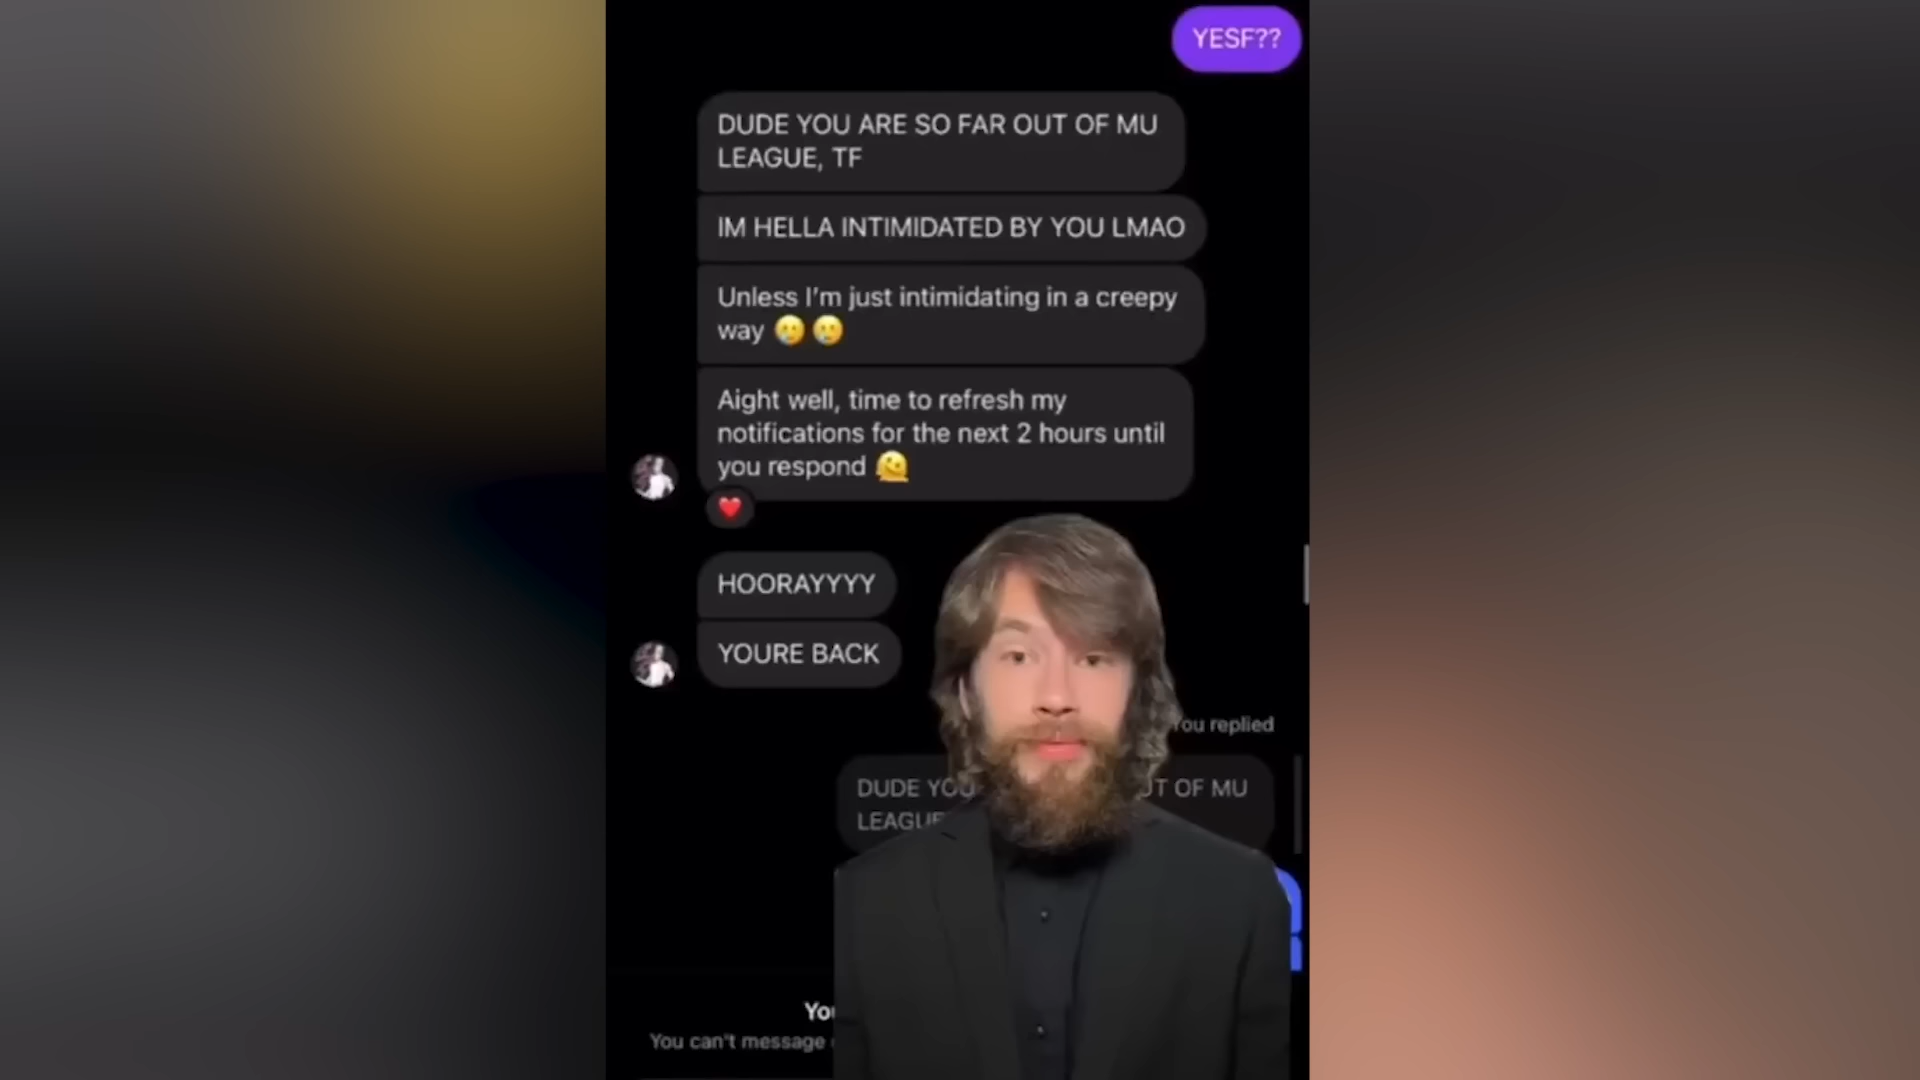 YESF??
DUDE YOU ARE SO FAR OUT OF MU
LEAGUE, TF
IM HELLA INTIMIDATED BY YOU LMAO
Unless I'm just intimidating in a creepy
way 🥲 🥲
Aight well, time to refresh my
notifications for the next 2 hours until
you respond 🫠
HOORAYYYY
YOURE BACK
You replied
DUDE YOU OF MU
LEAGUE
You can't message